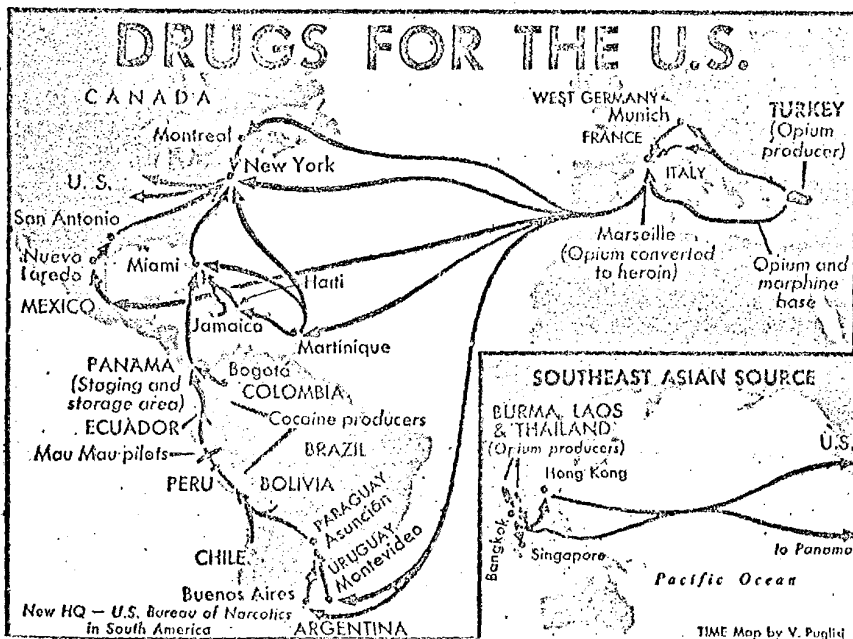 DRUGS FOR THE U.S.
CANADA
Montreal
New York
U. S.
San Antonio
Nuevo
Laredo
MEXICO
Miami
Haiti
Jamaica
Martinique
WEST GERMANY
Munich
FRANCE
ITALY
TURKEY
(Opium
producer)
Marseille
(Opium converted
to heroin)
Opium and
morphine
base
PANAMA
(Staging and
storage area)
Bogotá
COLOMBIA
Cocaine producers
ECUADOR
Mau Mau pilots
BRAZIL
PERU
BOLIVIA
PARAGUAY
Asunción
URUGUAY
Montevideo
CHILE
Buenos Aires
ARGENTINA
New HQ — U.S. Bureau of Narcotics
in South America
SOUTHEAST ASIAN SOURCE
BURMA, LAOS
& THAILAND
(Opium producers)
Hong Kong
U.S.
Bangkok
Singapore
to Panama
Pacific Ocean
TIME Map by V. Puglisi